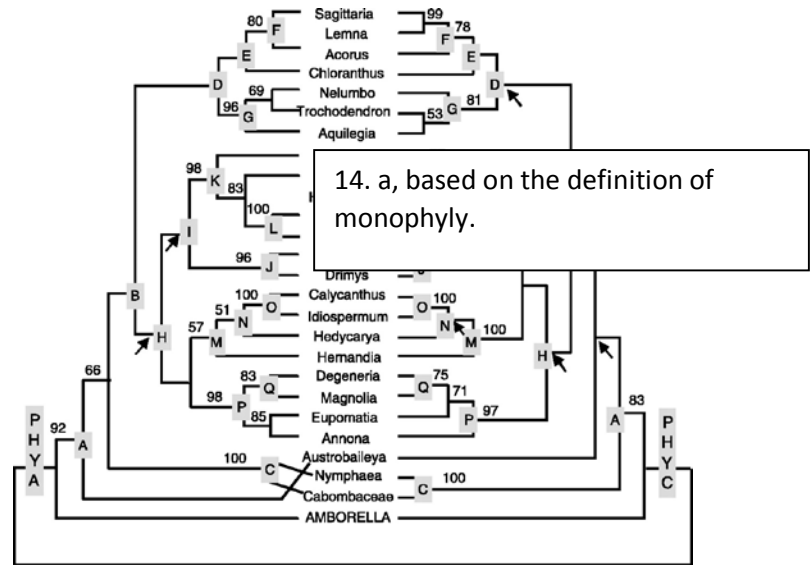 80 Sagittaria 99
F Lemna 78
E Acorus F
D Chloranthus E D
69 Nelumbo
96 G Trochodendron 53 G 81
Aquilegia
98 K
83
100 L
I
96 J Drimys
14. a, based on the definition of
monophyly.
B
H
100 O Calycanthus O 100
51 N Idiospermum N
57 M Hedycarya M 100
Hernandia
H
83 Q Degeneria Q 75
Magnolia 71
98 P Eupomatia P 97
85 Annona
66
92 A
Austrobaileya
A 83
100 C Nymphaea
Cabombaceae C 100
AMBORELLA
PHYA
PHYC